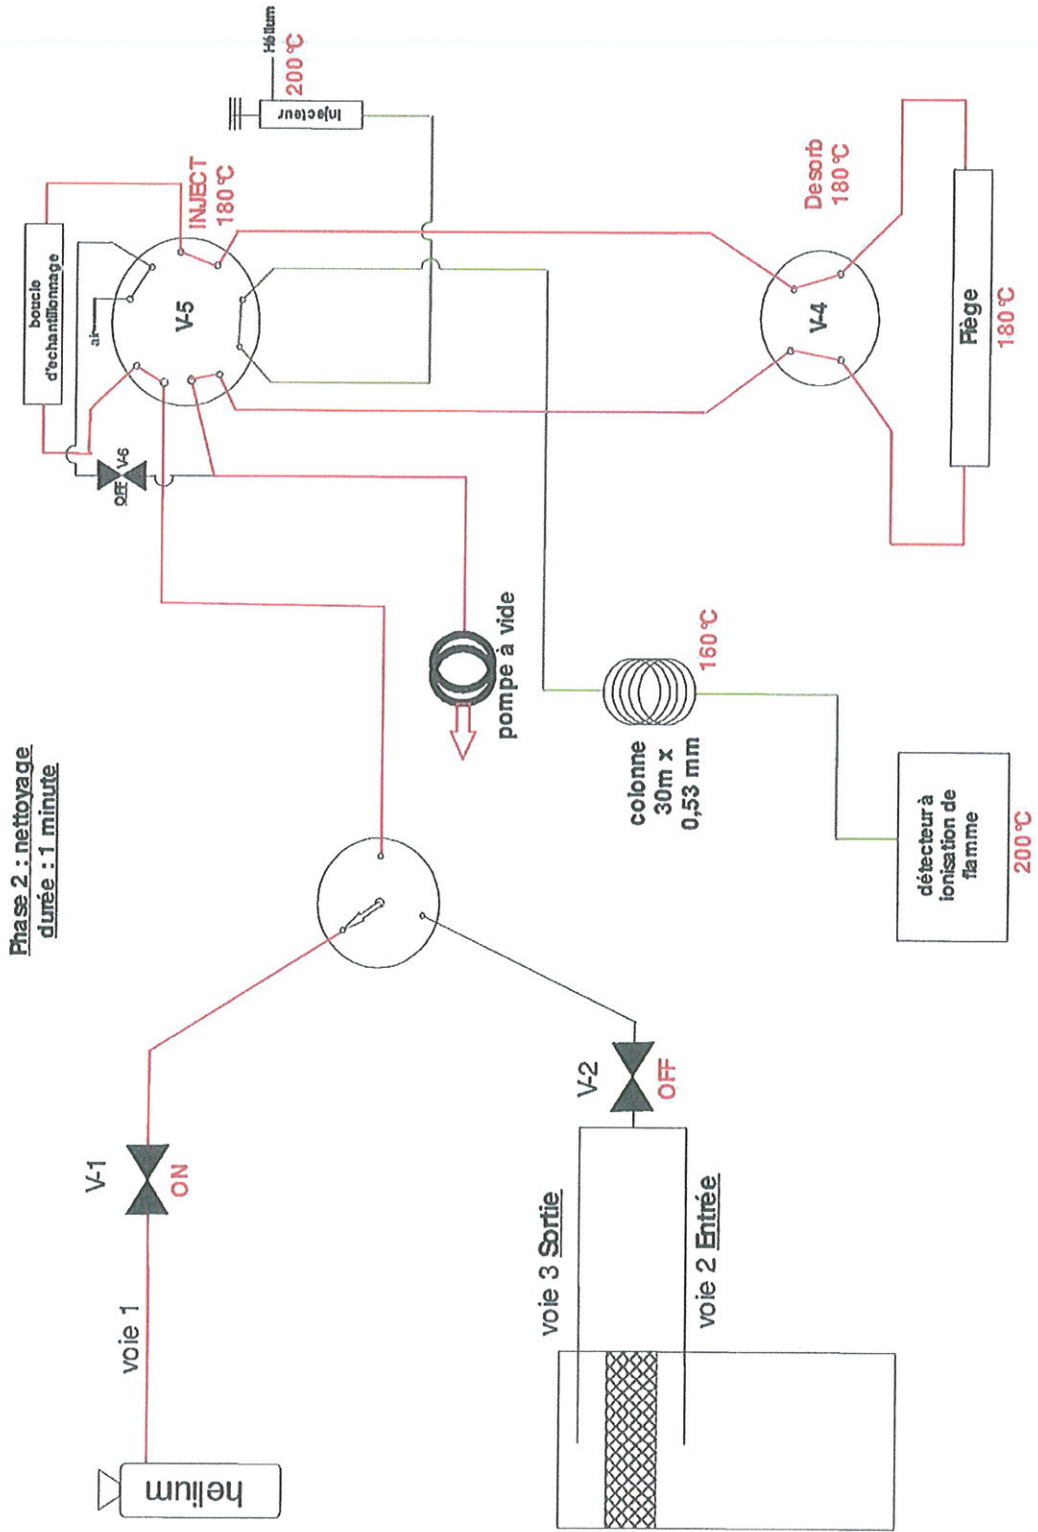 Phase 2 : nettoyage
durée : 1 minute
helium
voie 1
V-1
ON
voie 3 Sortie
voie 2 Entrée
V-2
OFF
pompe à vide
colonne
30m x
0,53 mm
160°C
détecteur à
ionisation de
flamme
200°C
boucle
d'echantillonnage
air
V-6
OFF
V-5
INJECT
180°C
Injecteur
Hélium
200°C
V-4
Desorb
180°C
Piège
180°C